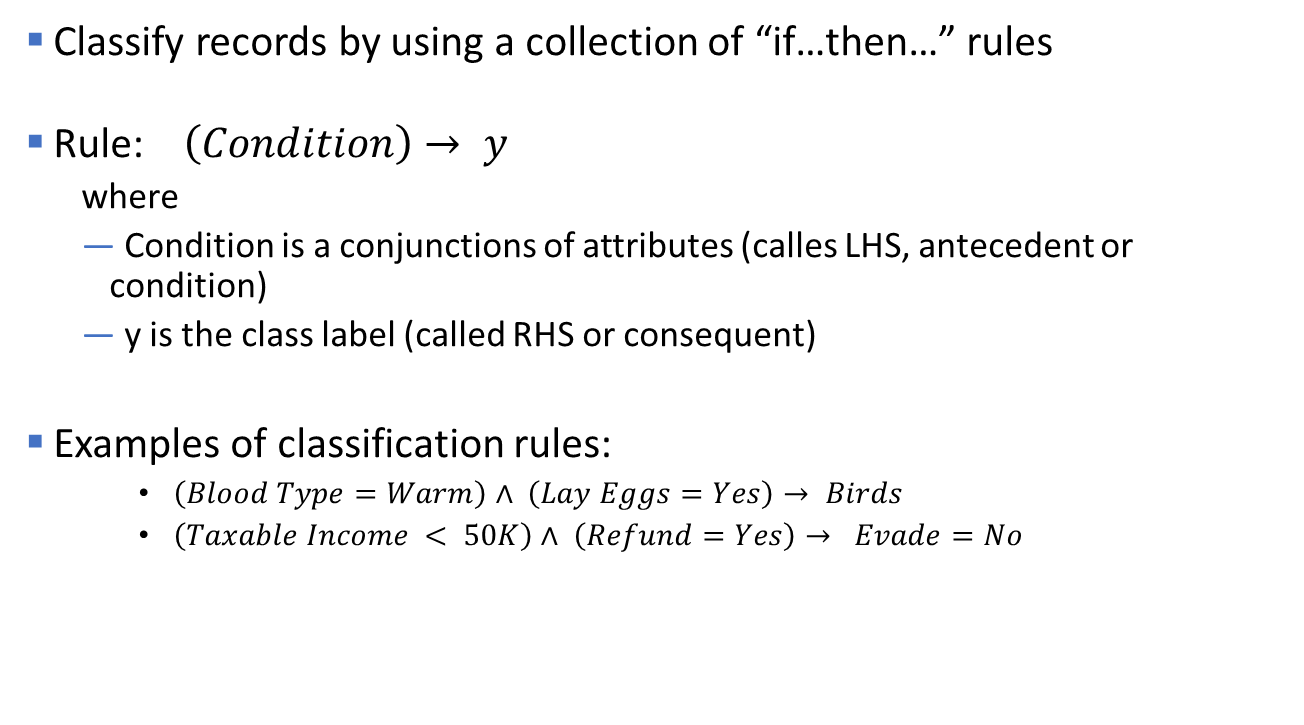 ▪ Classify records by using a collection of “if…then…” rules
▪ Rule: (Condition) → y
where
— Condition is a conjunctions of attributes (calles LHS, antecedent or
condition)
— y is the class label (called RHS or consequent)
▪ Examples of classification rules:
• (Blood Type = Warm) ∧ (Lay Eggs = Yes) → Birds
• (Taxable Income < 50K) ∧ (Refund = Yes) → Evade = No